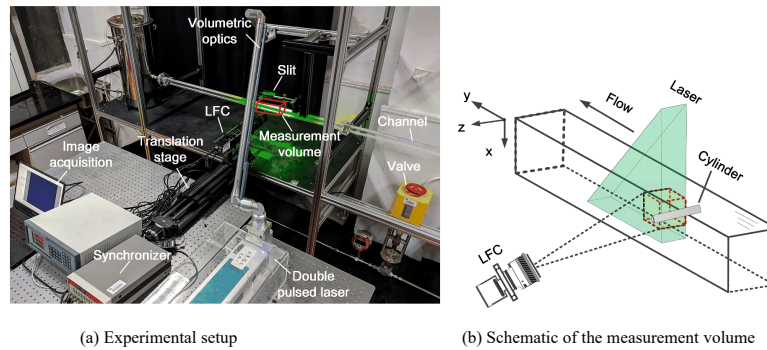 Volumetric
optics
Slit
LFC
Measurement
volume
Channel
Image
acquisition
Translation
stage
Valve
Synchronizer
Double
pulsed laser
Laser
Flow
y
z
x
Cylinder
LFC
(a) Experimental setup
(b) Schematic of the measurement volume